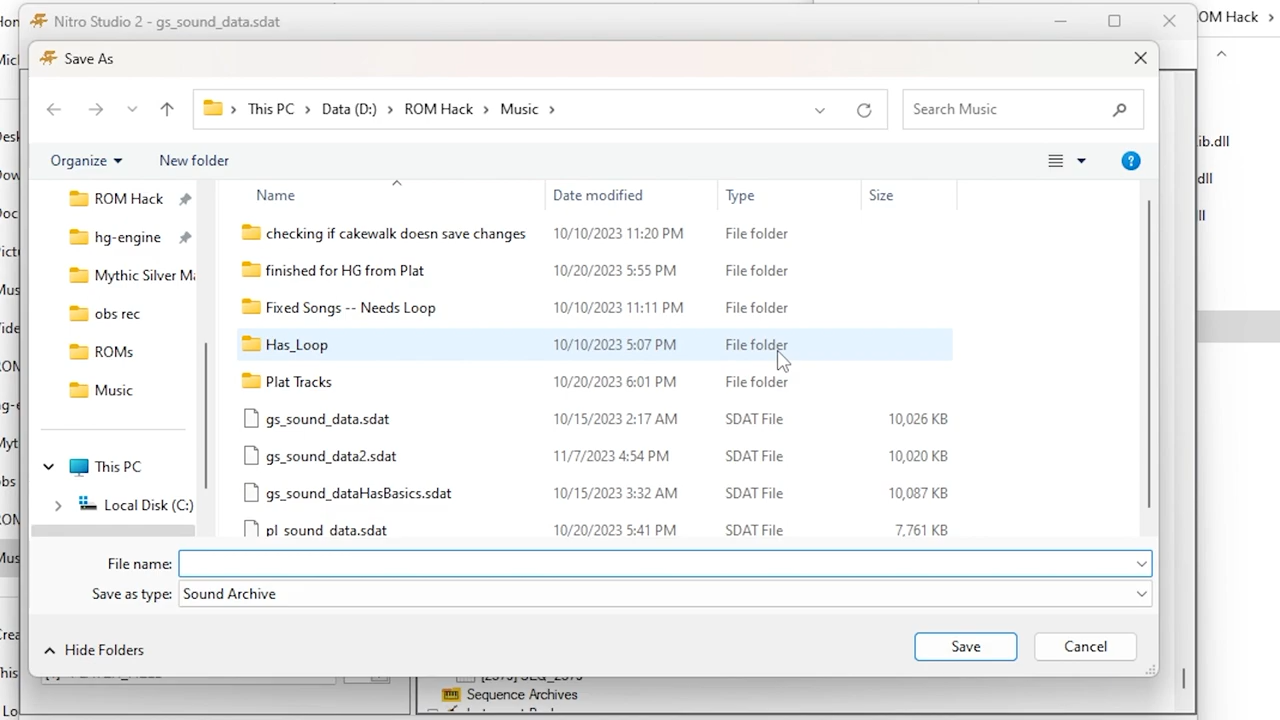 Nitro Studio 2 - gs_sound_data.sdat
OM Hack
Save As
This PC > Data (D:) > ROM Hack > Music >
Search Music
Organize
New folder
Name
Date modified
Type
Size
ROM Hack
hg-engine
Mythic Silver Ma
obs rec
ROMs
Music
This PC
Local Disk (C:)
checking if cakewalk doesn save changes 10/10/2023 11:20 PM File folder
finished for HG from Plat 10/20/2023 5:55 PM File folder
Fixed Songs -- Needs Loop 10/10/2023 11:11 PM File folder
Has_Loop 10/10/2023 5:07 PM File folder
Plat Tracks 10/20/2023 6:01 PM File folder
gs_sound_data.sdat 10/15/2023 2:17 AM SDAT File 10,026 KB
gs_sound_data2.sdat 11/7/2023 4:54 PM SDAT File 10,020 KB
gs_sound_dataHasBasics.sdat 10/15/2023 3:32 AM SDAT File 10,087 KB
pl_sound_data.sdat 10/20/2023 5:41 PM SDAT File 7,761 KB
ib.dll
dll
ll
File name:
Save as type: Sound Archive
Hide Folders
Save
Cancel
Sequence Archives